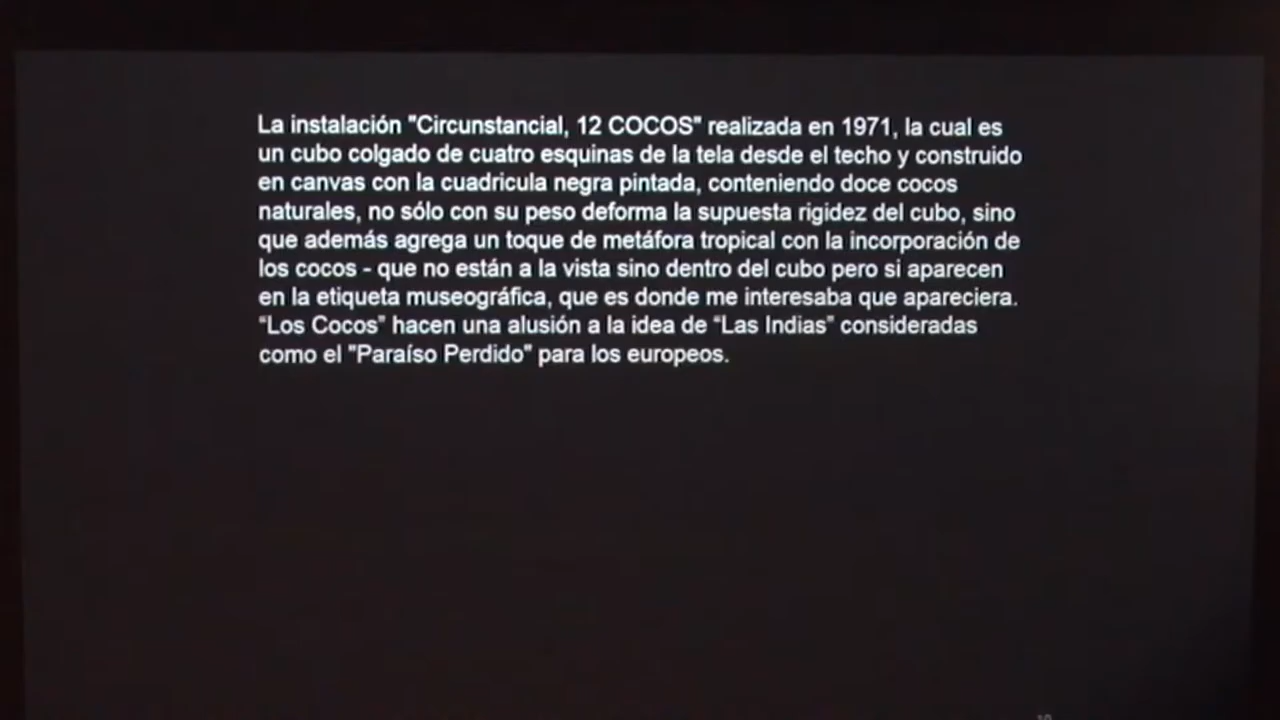 La instalación "Circunstancial, 12 COCOS" realizada en 1971, la cual es
un cubo colgado de cuatro esquinas de la tela desde el techo y construido
en canvas con la cuadricula negra pintada, conteniendo doce cocos
naturales, no sólo con su peso deforma la supuesta rigidez del cubo, sino
que además agrega un toque de metáfora tropical con la incorporación de
los cocos - que no están a la vista sino dentro del cubo pero si aparecen
en la etiqueta museográfica, que es donde me interesaba que apareciera.
“Los Cocos” hacen una alusión a la idea de “Las Indias” consideradas
como el "Paraíso Perdido" para los europeos.